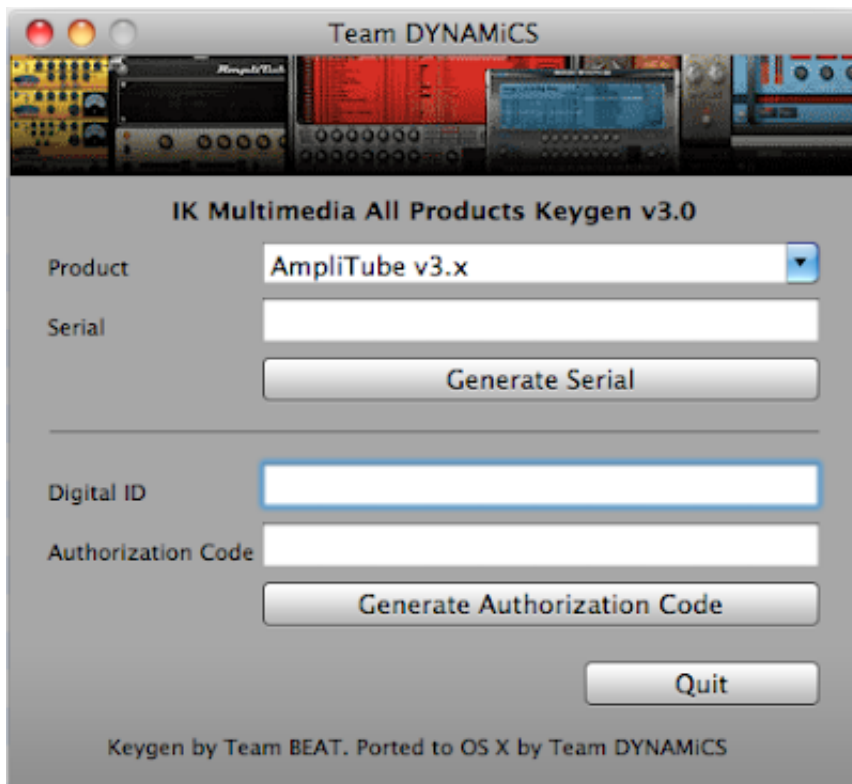 Team DYNAMiCS
AmpliTube
IK Multimedia All Products Keygen v3.0
Product
AmpliTube v3.x
Serial
Generate Serial
Digital ID
Authorization Code
Generate Authorization Code
Quit
Keygen by Team BEAT. Ported to OS X by Team DYNAMiCS